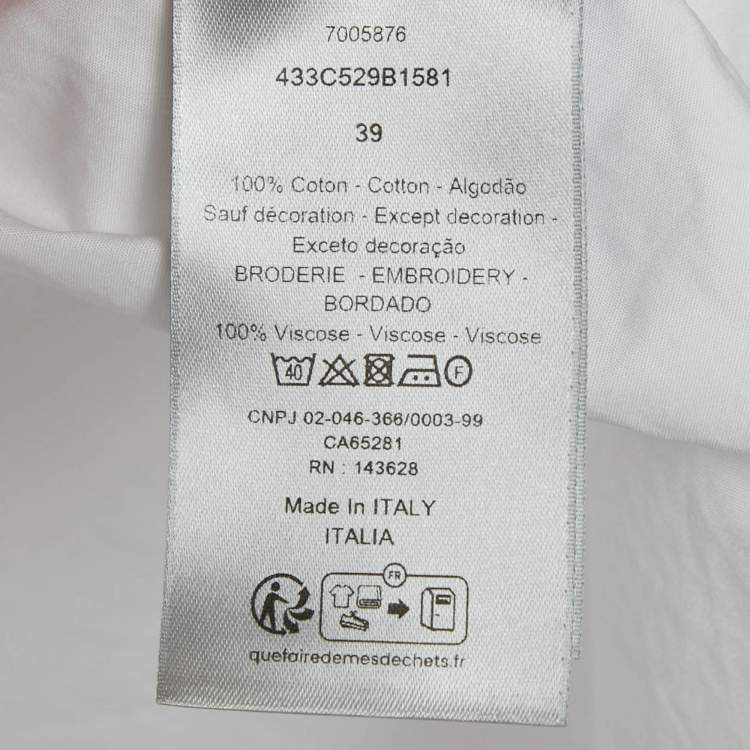 7005876
433C529B1581
39
100% Coton - Cotton - Algodão
Sauf décoration - Except decoration -
Exceto decoração
BRODERIE - EMBROIDERY -
BORDADO
100% Viscose - Viscose - Viscose
40 F
CNPJ 02-046-366/0003-99
CA65281
RN : 143628
Made In ITALY
ITALIA
FR
quefairedemesdechets.fr